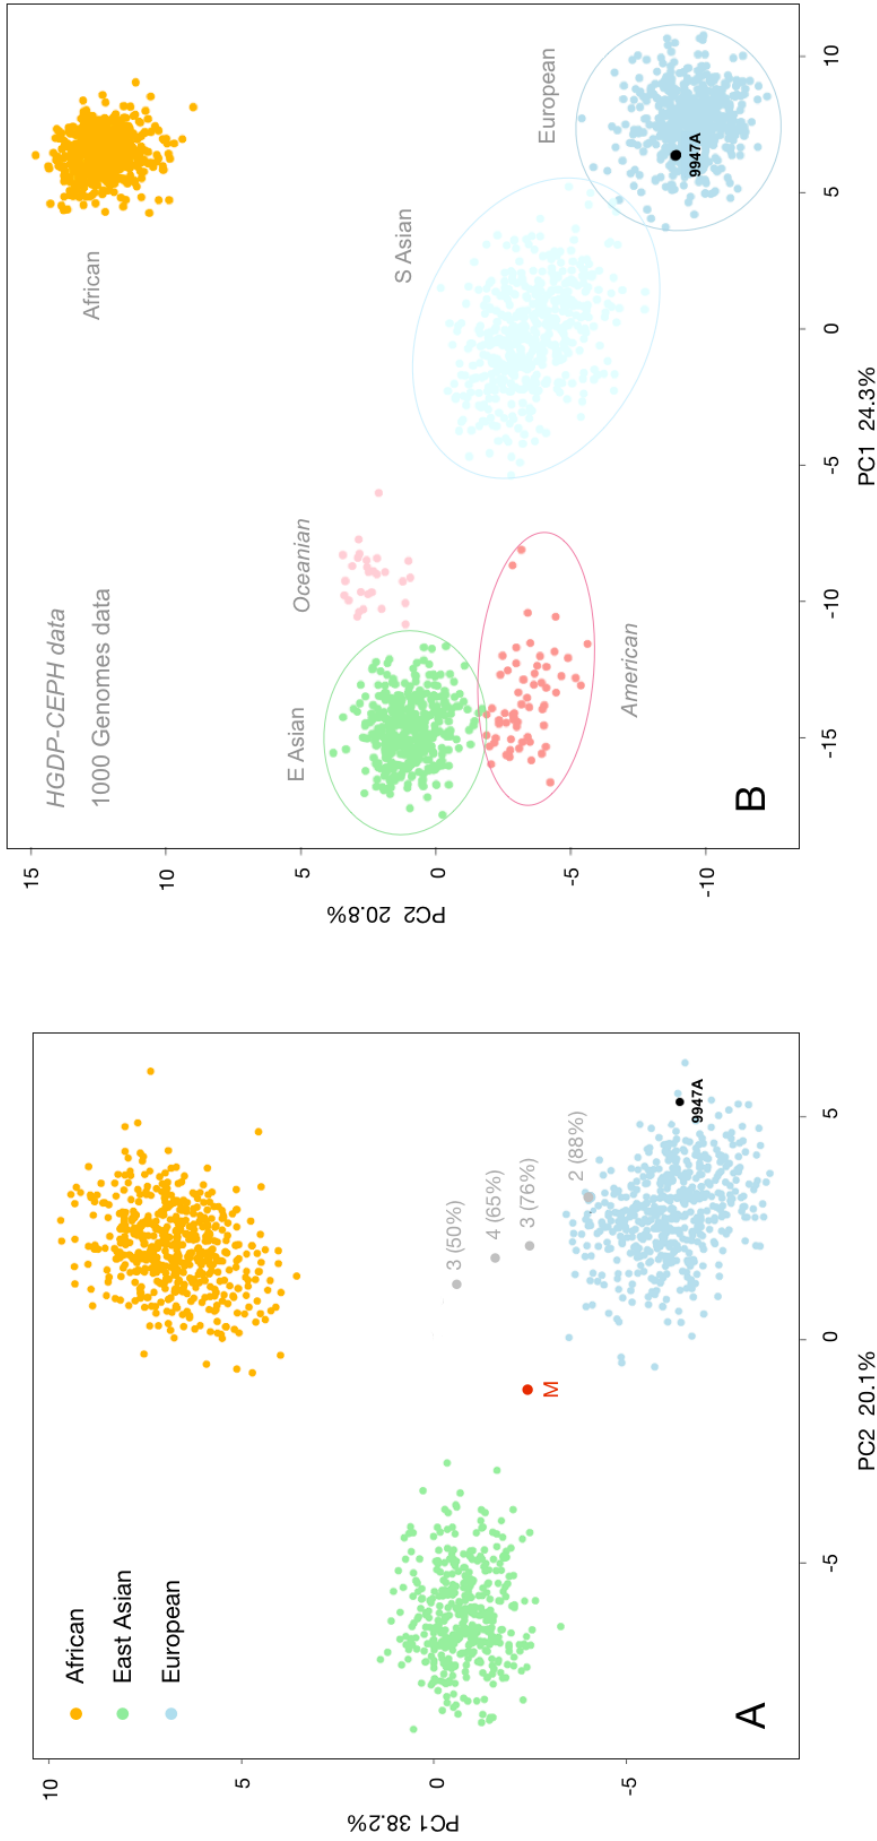 African
East Asian
European
3 (50%)
4 (65%)
3 (76%)
2 (88%)
M
9947A
A
10
5
0
-5
PC1 38.2%
-5
0
5
PC2 20.1%
HGDP-CEPH data
1000 Genomes data
African
Oceanian
E Asian
S Asian
European
American
9947A
B
15
10
5
0
-5
-10
PC2 20.8%
-15
-10
-5
0
5
10
PC1 24.3%